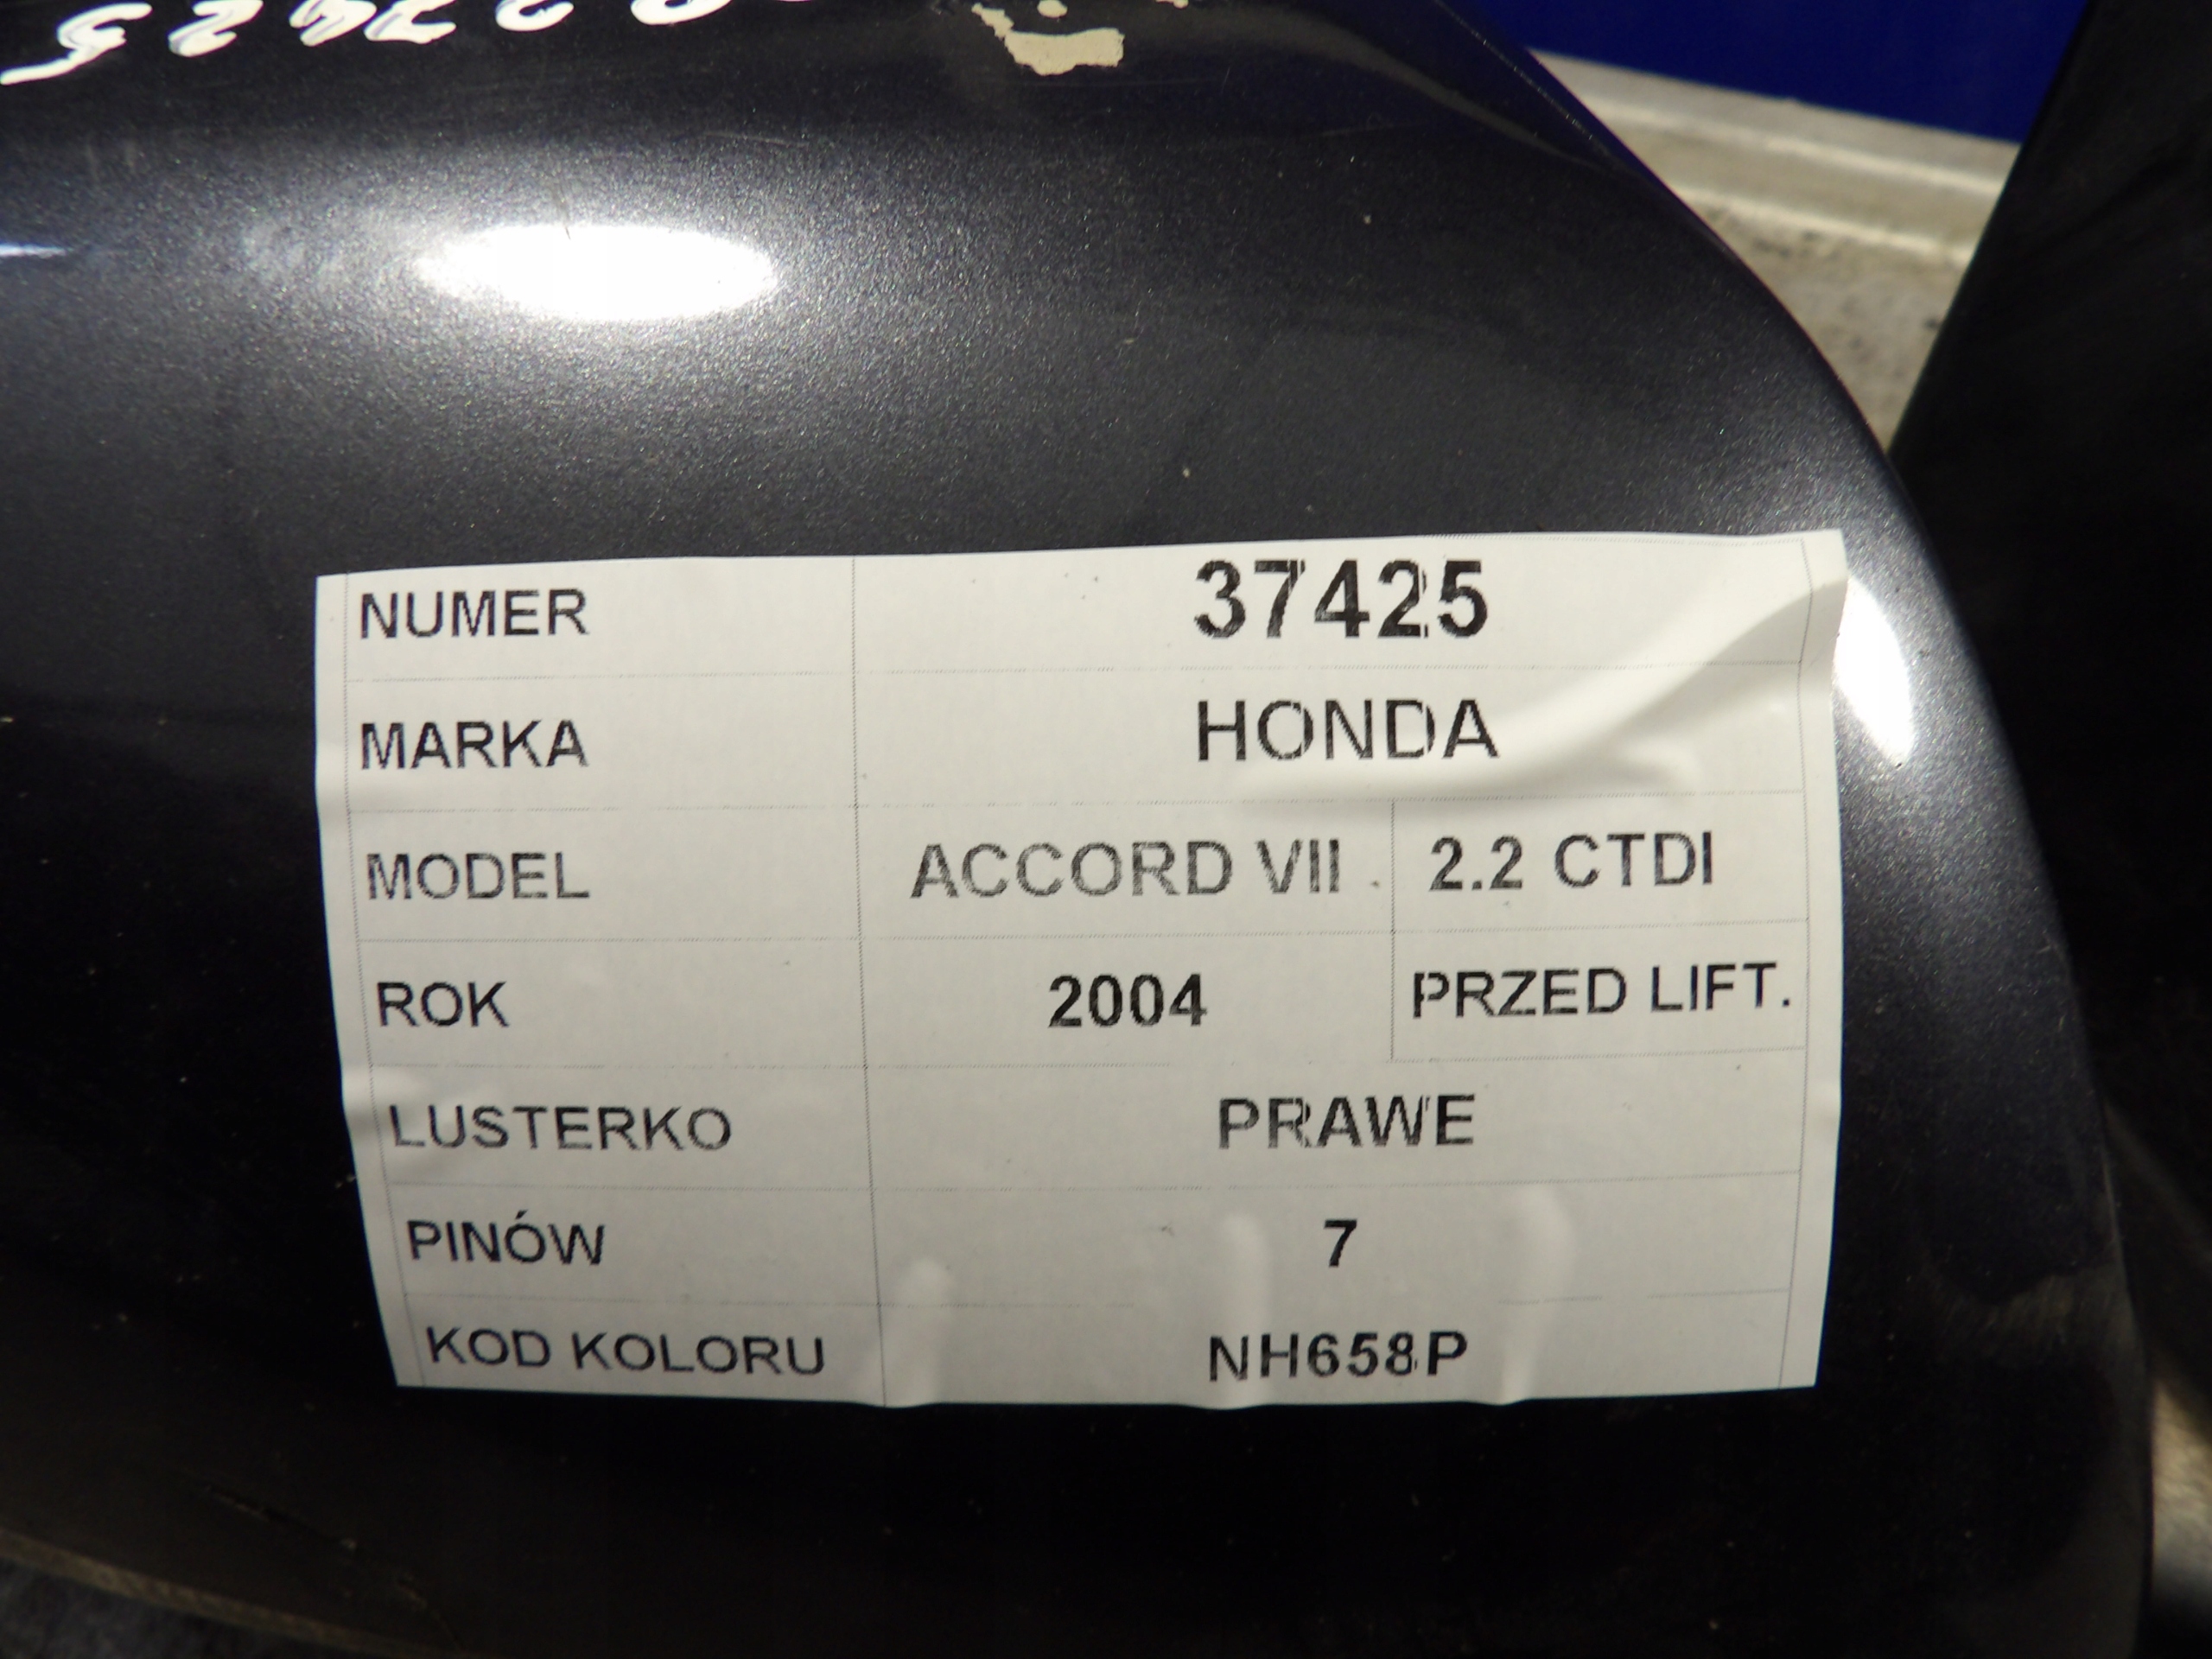 NUMER 37425
MARKA HONDA
MODEL ACCORD VII 2.2 CTDI
ROK 2004 PRZED LIFT.
LUSTERKO PRAWE
PINÓW 7
KOD KOLORU NH658P